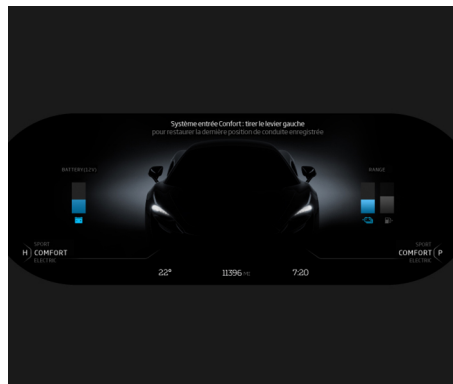 Système entrée Confort : tirer le levier gauche
pour restaurer la dernière position de conduite enregistrée
BATTERY(12V)
RANGE
SPORT
H COMFORT
ELECTRIC
SPORT
COMFORT P
ELECTRIC
22°
11396 MI
7:20